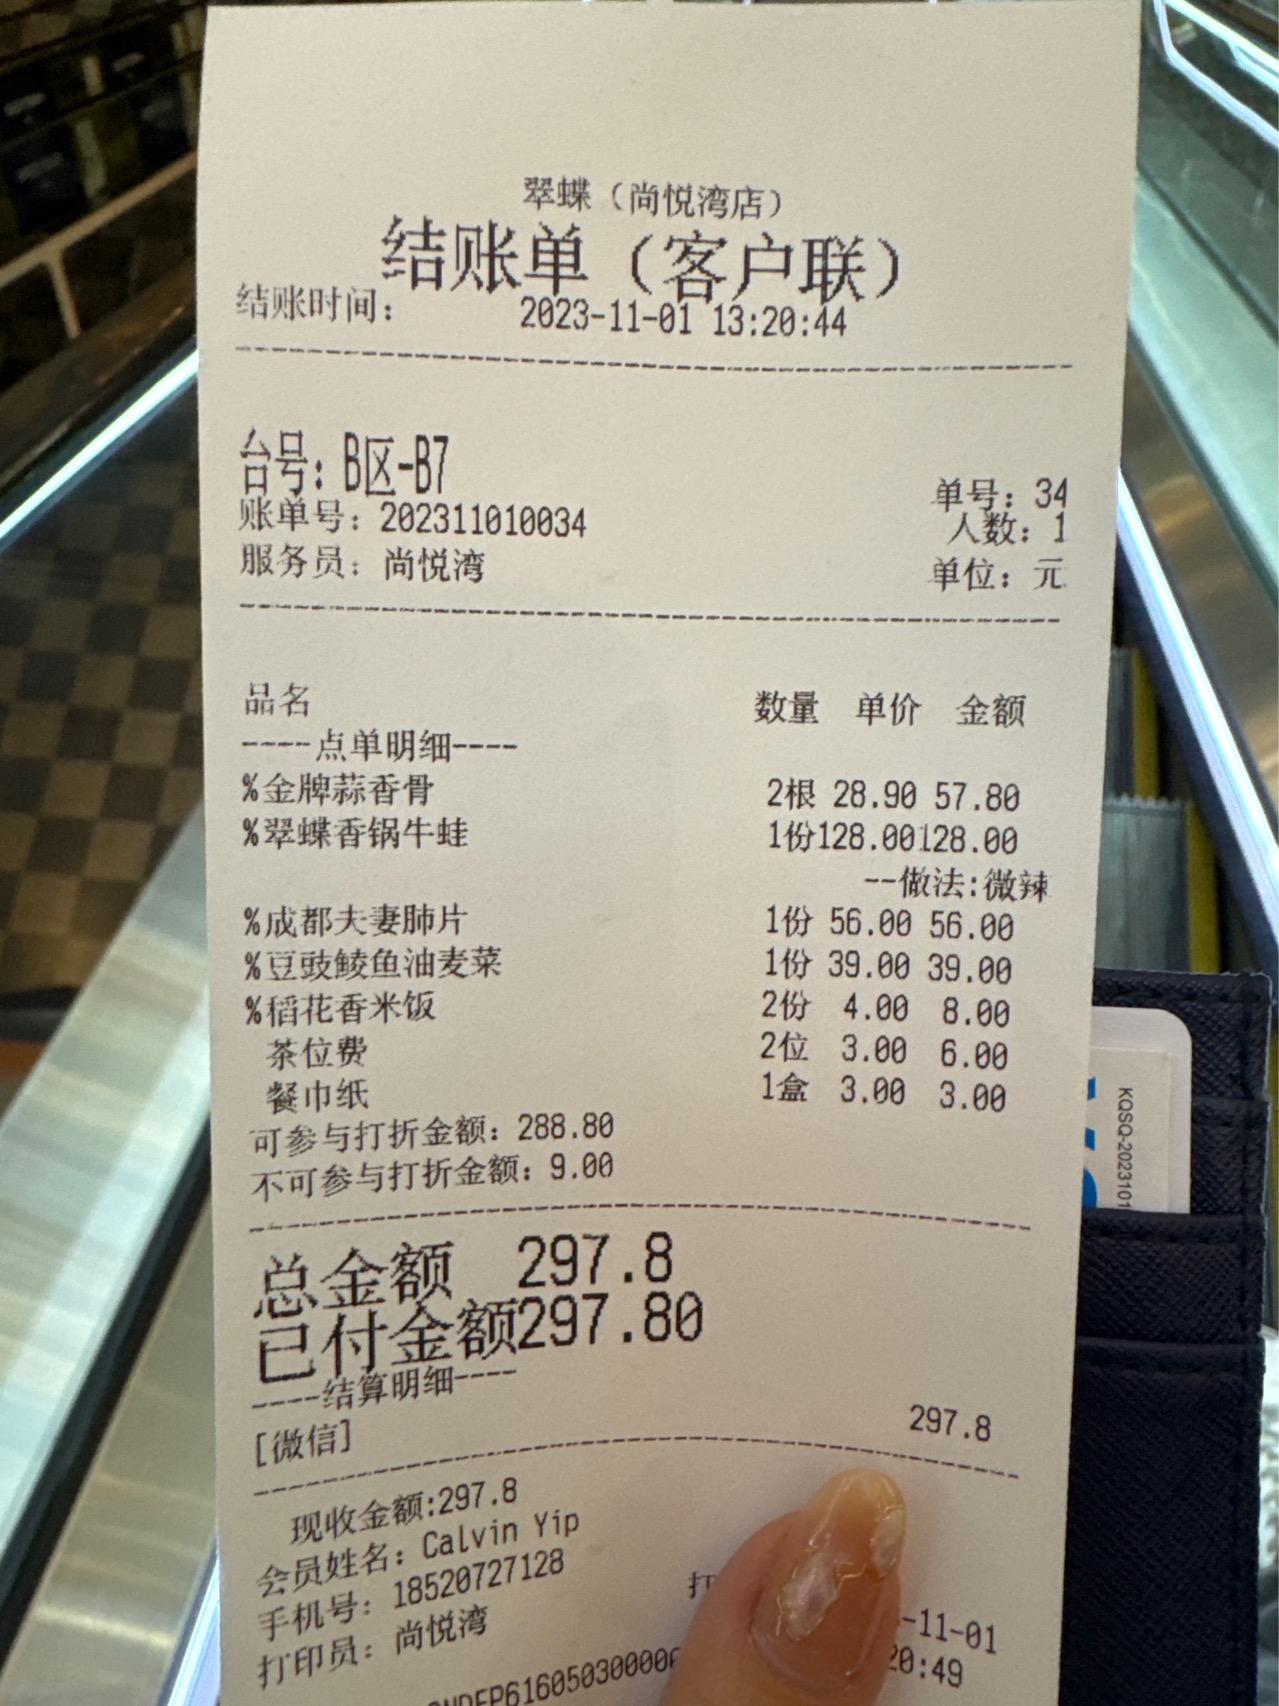 翠蝶（尚悦湾店）
结账单（客户联）
结账时间： 2023-11-01 13:20:44
台号：B区-B7
单号：34
账单号：202311010034
人数：1
服务员：尚悦湾
单位：元
品名 数量 单价 金额
----点单明细----
%金牌蒜香骨 2根 28.90 57.80
%翠蝶香锅牛蛙 1份128.00128.00
--做法:微辣
%成都夫妻肺片 1份 56.00 56.00
%豆豉鲮鱼油麦菜 1份 39.00 39.00
%稻花香米饭 2份 4.00 8.00
茶位费 2位 3.00 6.00
餐巾纸 1盒 3.00 3.00
可参与打折金额：288.80
不可参与打折金额：9.00
总金额 297.8
已付金额297.80
----结算明细----
[微信] 297.8
现收金额:297.8
会员姓名：Calvin Yip
手机号：18520727128
打印员：尚悦湾
打
-11-01
20:49
KQSQ-2023101